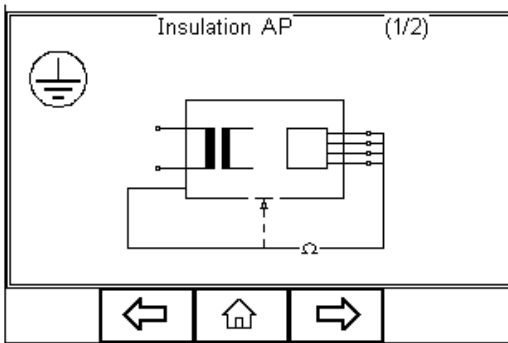 Insulation AP (1/2)
Ω